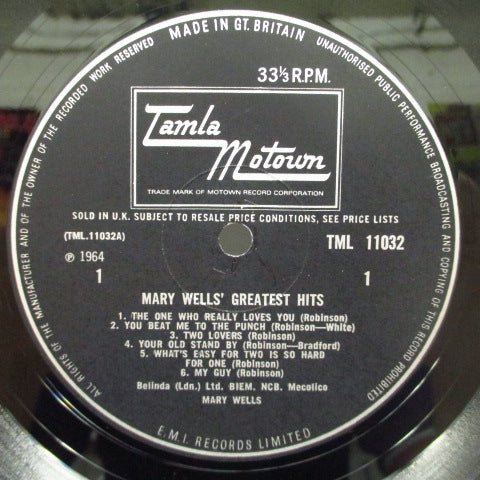 MADE IN GT. BRITAIN
UNAUTHORISED PUBLIC PERFORMANCE BROADCASTING AND COPYING OF THIS RECORD PROHIBITED
ALL RIGHTS OF THE MANUFACTURER AND OF THE OWNER OF THE RECORDED WORK RESERVED
33⅓ R.P.M.
Tamla
Motown
TRADE MARK OF MOTOWN RECORD CORPORATION
SOLD IN U.K. SUBJECT TO RESALE PRICE CONDITIONS, SEE PRICE LISTS
(TML.11032A)
TML 11032
℗ 1964
1
1
MARY WELLS' GREATEST HITS
1. THE ONE WHO REALLY LOVES YOU (Robinson)
2. YOU BEAT ME TO THE PUNCH (Robinson—White)
3. TWO LOVERS (Robinson)
4. YOUR OLD STAND BY (Robinson—Bradford)
5. WHAT'S EASY FOR TWO IS SO HARD
FOR ONE (Robinson)
6. MY GUY (Robinson)
Belinda (Ldn.) Ltd. BIEM. NCB. Mecolico
MARY WELLS
E.M.I. RECORDS LIMITED